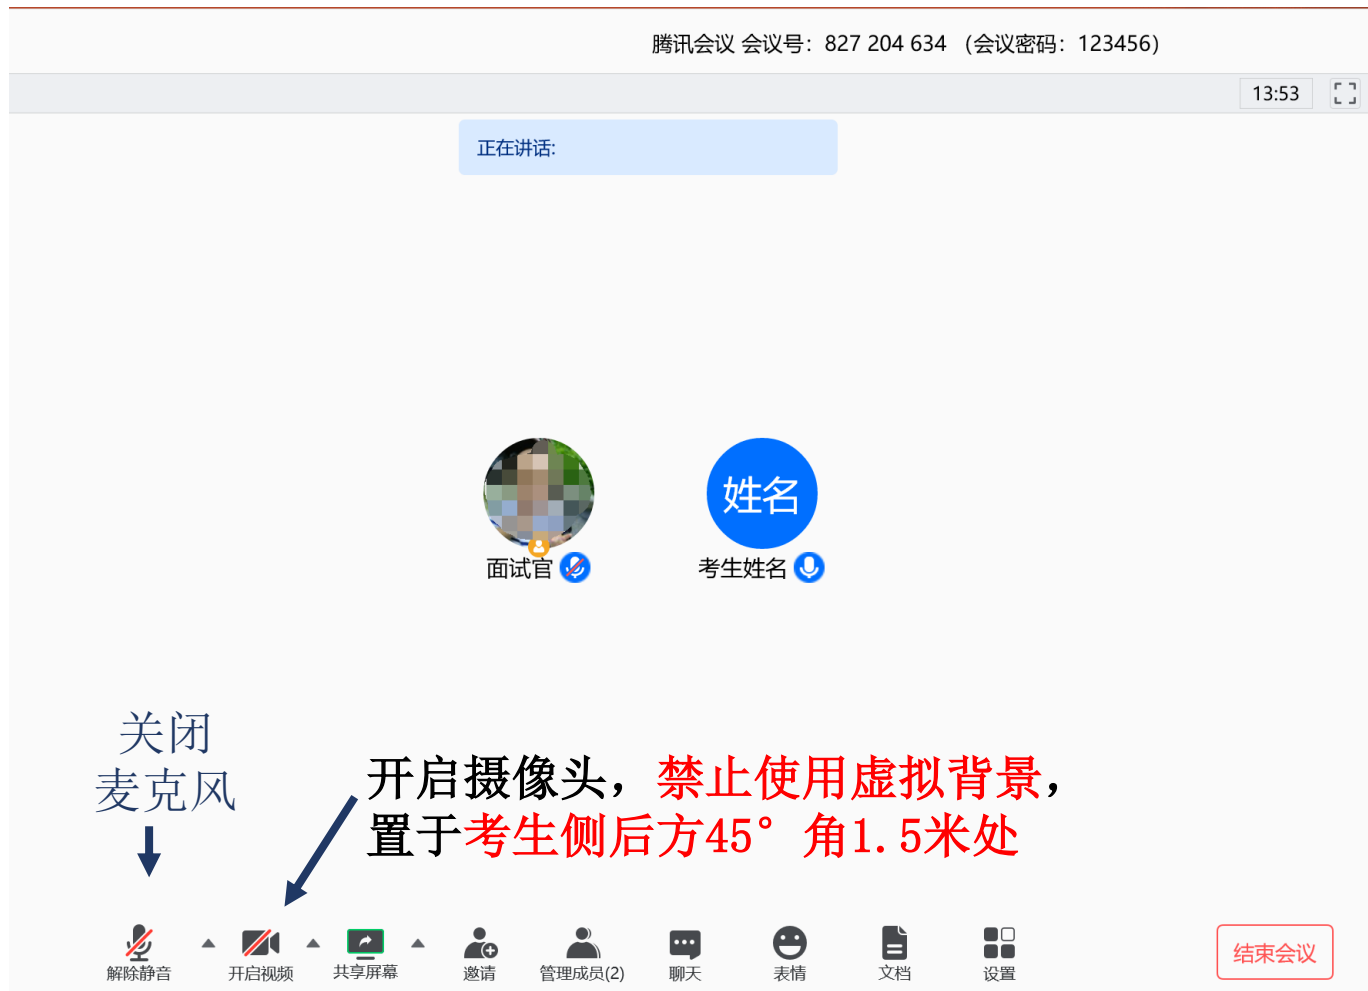 腾讯会议 会议号：827 204 634 （会议密码：123456）
13:53
正在讲话:
姓名
面试官
考生姓名
关闭
麦克风
开启摄像头，禁止使用虚拟背景，
置于考生侧后方45°角1.5米处
解除静音
开启视频
共享屏幕
邀请
管理成员(2)
聊天
表情
文档
设置
结束会议